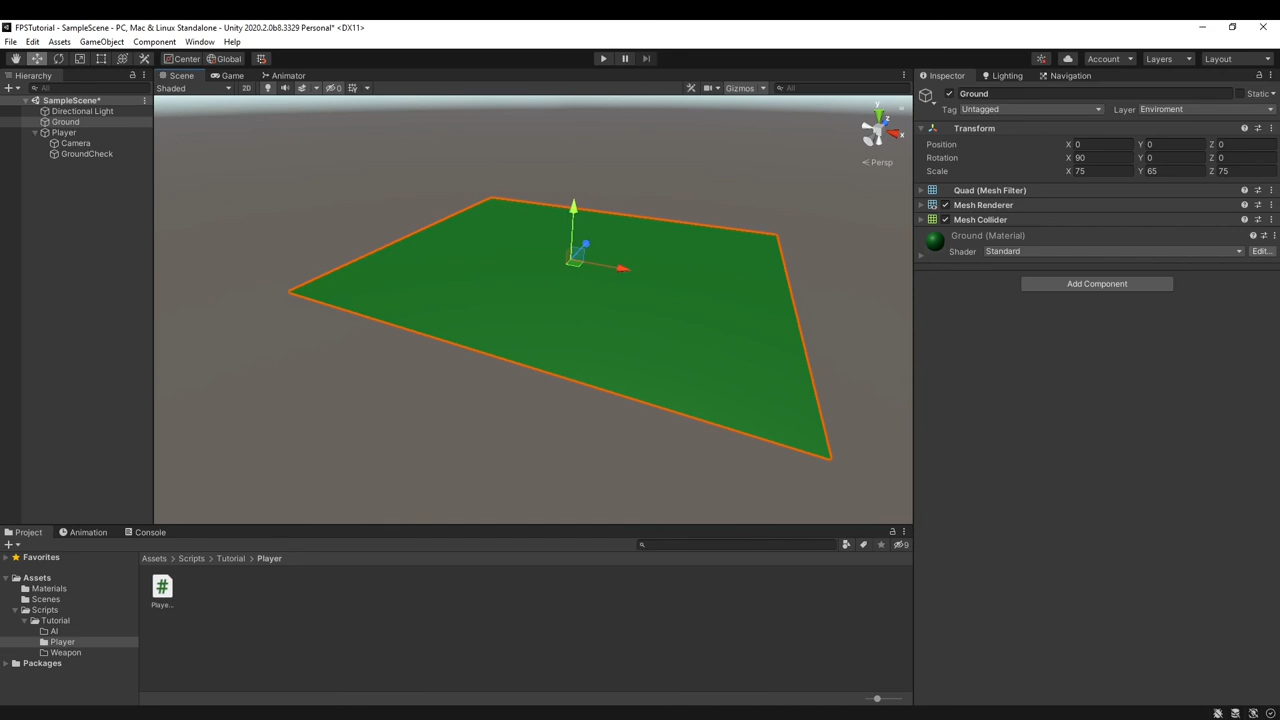 FPSTutorial - SampleScene - PC, Mac & Linux Standalone - Unity 2020.2.0b8.3329 Personal* <DX11>
File Edit Assets GameObject Component Window Help
Center Global Account Layers Layout
Hierarchy Scene Game Animator Inspector Lighting Navigation
All Shaded 2D 0 Gizmos All
Ground Static
SampleScene*
Directional Light
Ground
Player
Camera
GroundCheck
y
z
x
Persp
Tag Untagged Layer Enviroment
Transform
Position X 0 Y 0 Z 0
Rotation X 90 Y 0 Z 0
Scale X 75 Y 65 Z 75
Quad (Mesh Filter)
Mesh Renderer
Mesh Collider
Ground (Material)
Shader Standard Edit...
Add Component
Project Animation Console
9
Favorites
Assets > Scripts > Tutorial > Player
Assets
Materials
Scenes
Scripts
Tutorial
AI
Player
Weapon
Packages
#
Playe...